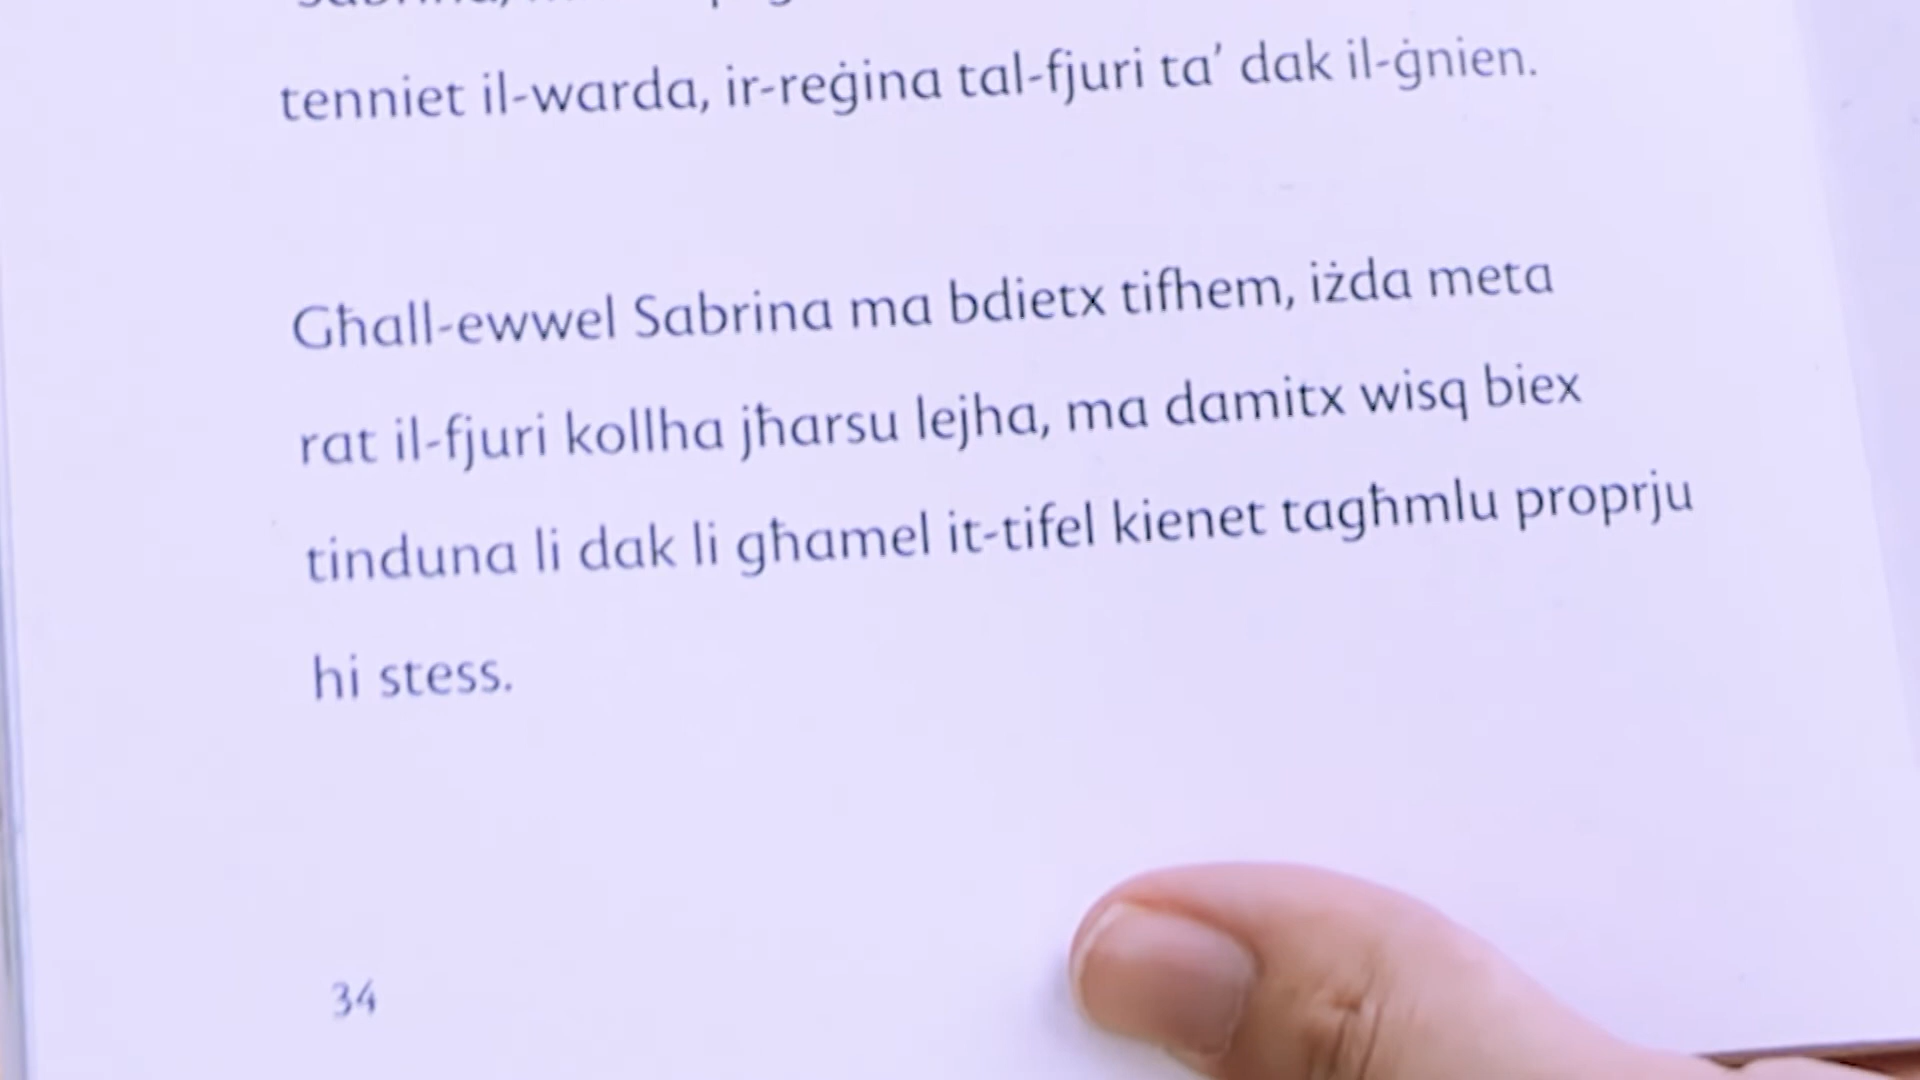 tenniet il-warda, ir-reġina tal-fjuri ta’ dak il-ġnien.
Għall-ewwel Sabrina ma bdietx tifhem, iżda meta
rat il-fjuri kollha jħarsu lejha, ma damitx wisq biex
tinduna li dak li għamel it-tifel kienet tagħmlu proprju
hi stess.
34